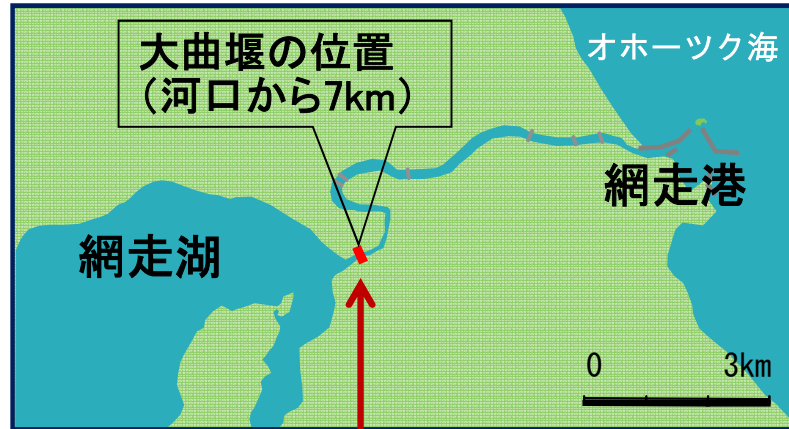 大曲堰の位置
（河口から7km）
オホーツク海
網走港
網走湖
0 3km